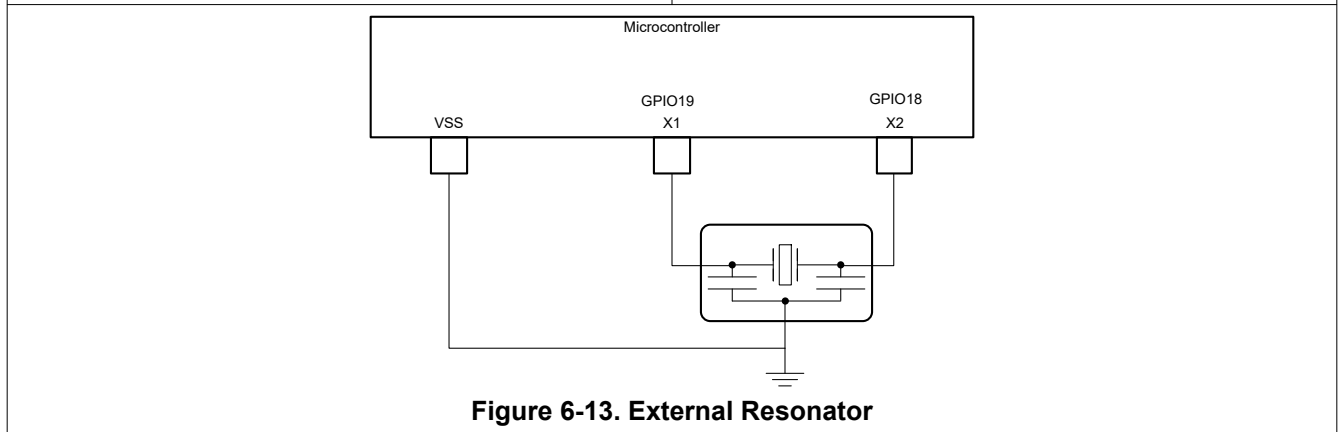 Microcontroller
GPIO19 GPIO18
VSS X1 X2
Figure 6-13. External Resonator